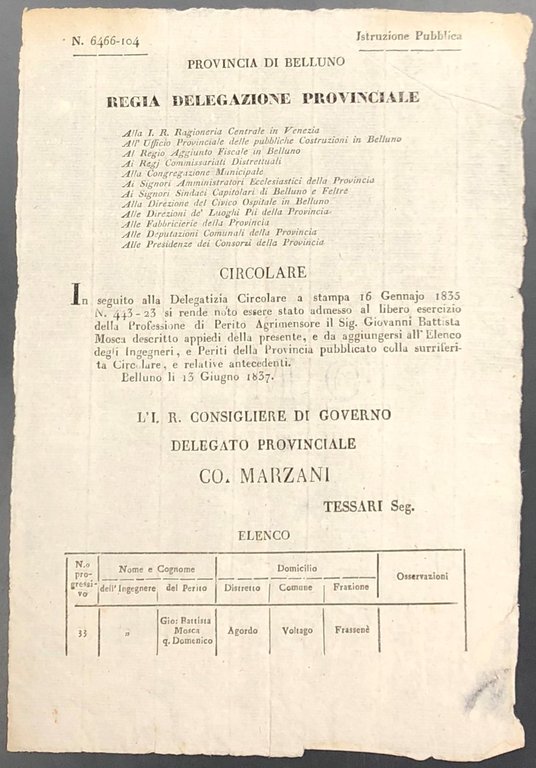 N. 6466-104
Istruzione Pubblica
PROVINCIA DI BELLUNO
REGIA DELEGAZIONE PROVINCIALE
Alla I. R. Ragioneria Centrale in Venezia
All' Ufficio Provinciale delle pubbliche Costruzioni in Belluno
Al Regio Aggiunto Fiscale in Belluno
Ai Regj Commissariati Distrettuali
Alla Congregazione Municipale
Ai Signori Amministratori Ecclesiastici della Provincia
Ai Signori Sindaci Capitolari di Belluno e Feltre
Alla Direzione del Civico Ospitale in Belluno
Alle Direzioni de' Luoghi Pii della Provincia
Alle Fabbricierie della Provincia
Alle Deputazioni Comunali della Provincia
Alle Presidenze dei Consorzi della Provincia
CIRCOLARE
In seguito alla Delegatizia Circolare a stampa 16 Gennajo 1835
N. 443-23 si rende noto essere stato admesso al libero esercizio
della Professione di Perito Agrimensore il Sig. Giovanni Battista
Mosca descritto appiedi della presente, e da aggiungersi all'Elenco
degli Ingegneri, e Periti della Provincia pubblicato colla surriferi-
ta Circolare, e relative antecedenti.
Belluno li 13 Giugno 1837.
L'I. R. CONSIGLIERE DI GOVERNO
DELEGATO PROVINCIALE
CO. MARZANI
TESSARI Seg.
ELENCO
N.o pro-gressi-vo
Nome e Cognome
Domicilio
Osservazioni
dell' Ingegnere
del Perito
Distretto
Comune
Frazione
33
„
Gio: Battista
Mosca
q. Domenico
Agordo
Voltago
Frassenè